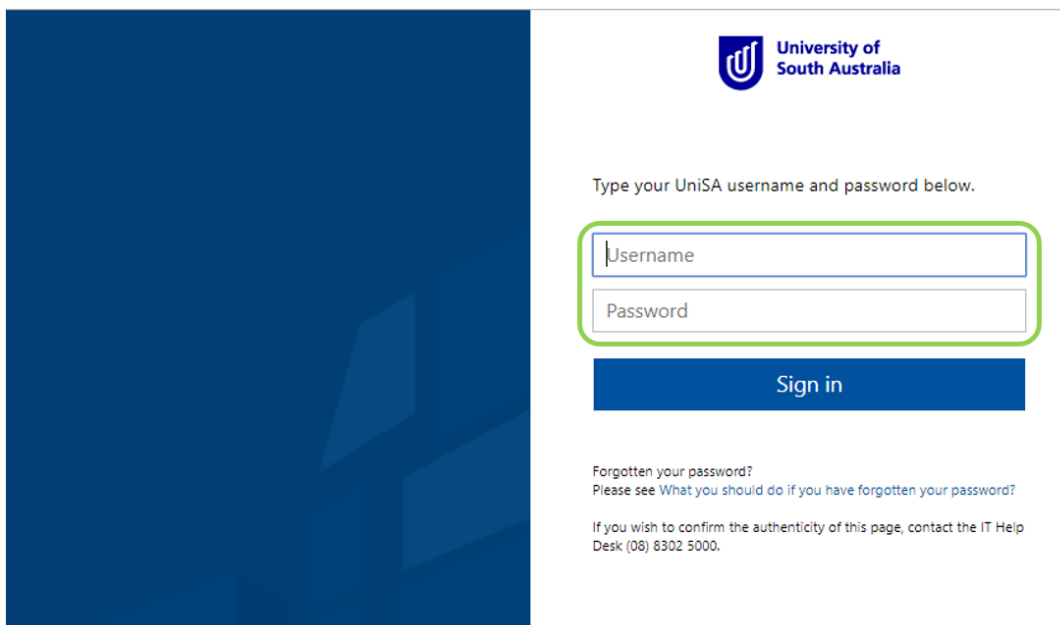 University of
South Australia
Type your UniSA username and password below.
Username
Password
Sign in
Forgotten your password?
Please see What you should do if you have forgotten your password?
If you wish to confirm the authenticity of this page, contact the IT Help
Desk (08) 8302 5000.